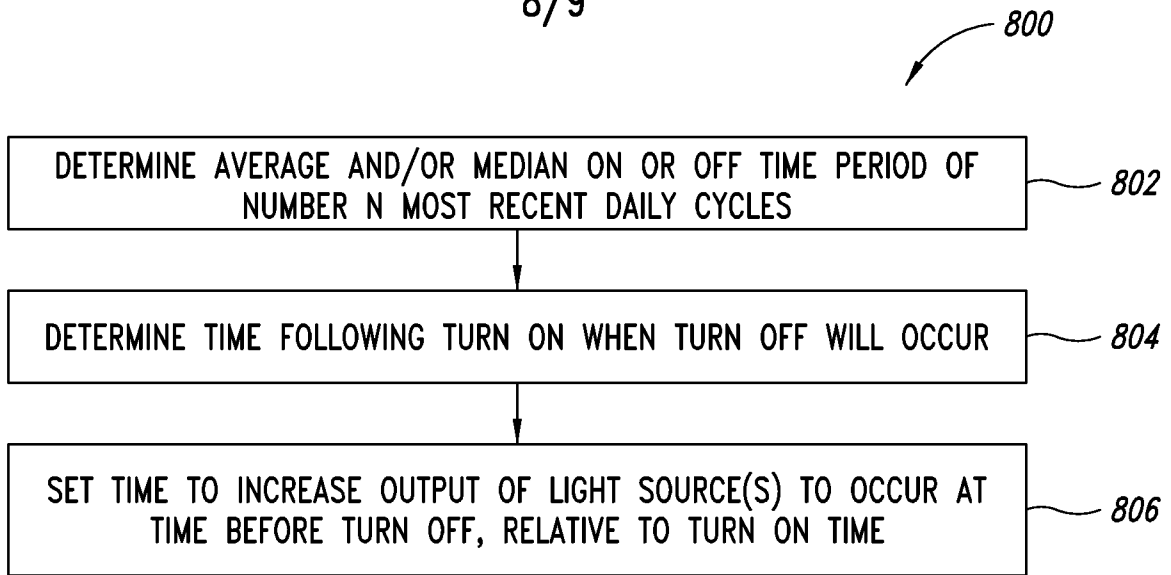 8/9
800
DETERMINE AVERAGE AND/OR MEDIAN ON OR OFF TIME PERIOD OF
NUMBER N MOST RECENT DAILY CYCLES
802
DETERMINE TIME FOLLOWING TURN ON WHEN TURN OFF WILL OCCUR
804
SET TIME TO INCREASE OUTPUT OF LIGHT SOURCE(S) TO OCCUR AT
TIME BEFORE TURN OFF, RELATIVE TO TURN ON TIME
806